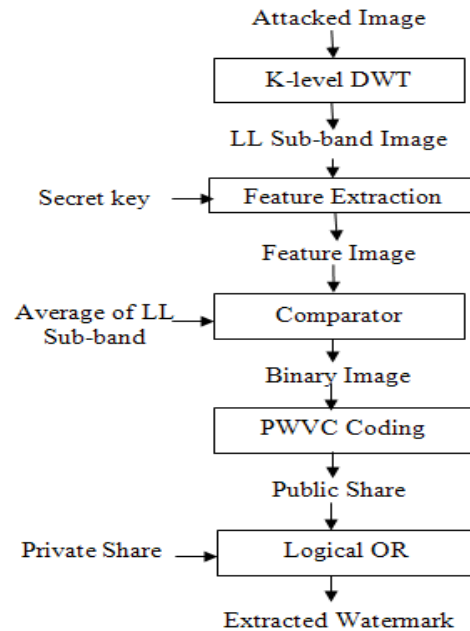 Attacked Image
K-level DWT
LL Sub-band Image
Secret key
Feature Extraction
Feature Image
Average of LL
Sub-band
Comparator
Binary Image
PWVC Coding
Public Share
Private Share
Logical OR
Extracted Watermark